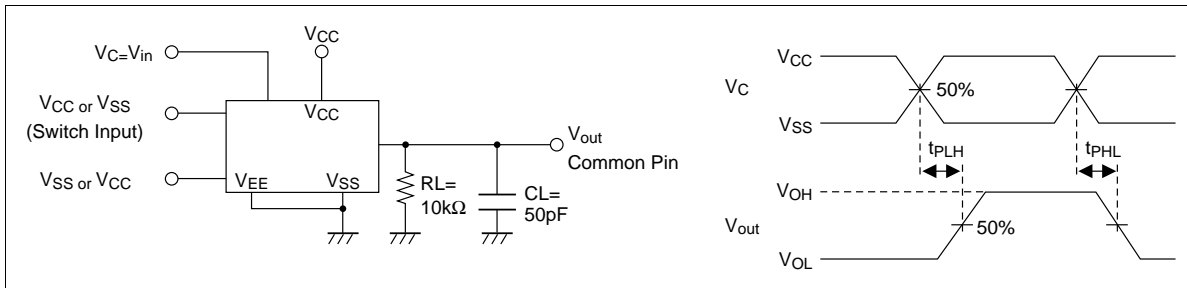 VC=Vin
VCC
VCC or VSS
(Switch Input)
VSS or VCC
VCC
VEE
VSS
RL=
10kΩ
CL=
50pF
Vout
Common Pin
VCC
VC
VSS
50%
tPLH
tPHL
VOH
Vout
VOL
50%